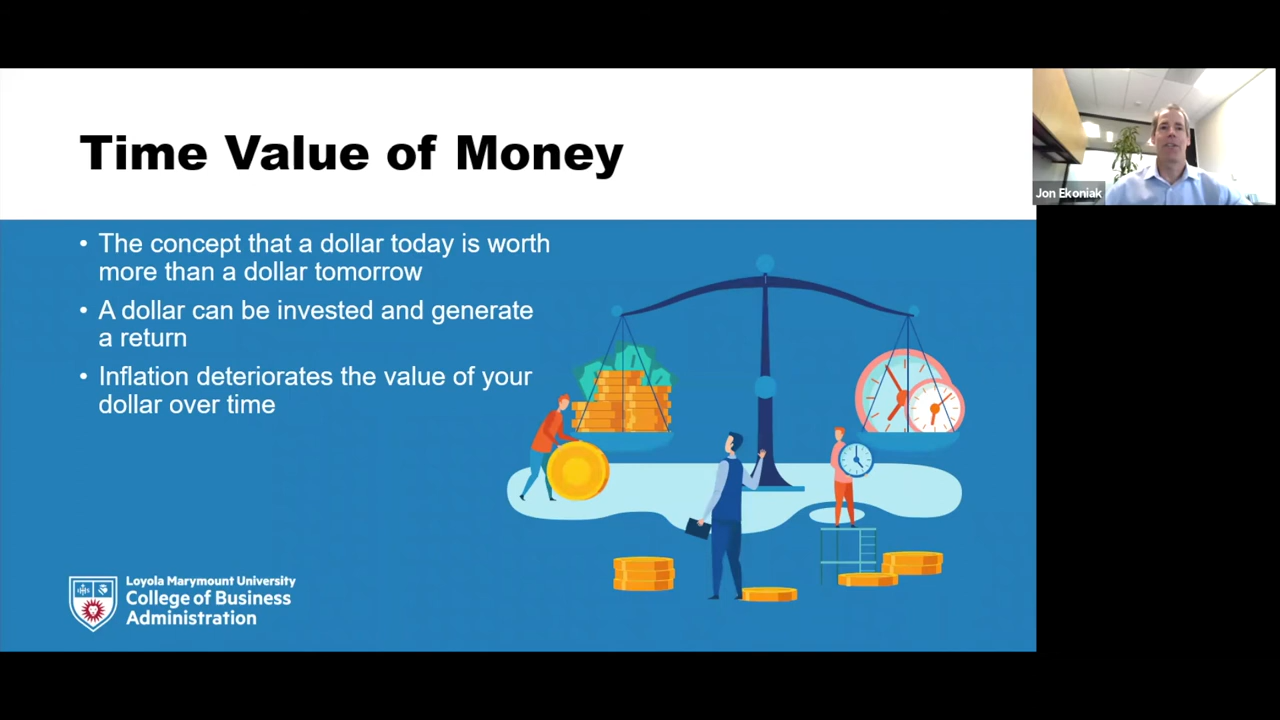 Time Value of Money
Jon Ekoniak
• The concept that a dollar today is worth
more than a dollar tomorrow
• A dollar can be invested and generate
a return
• Inflation deteriorates the value of your
dollar over time
Loyola Marymount University
College of Business
Administration